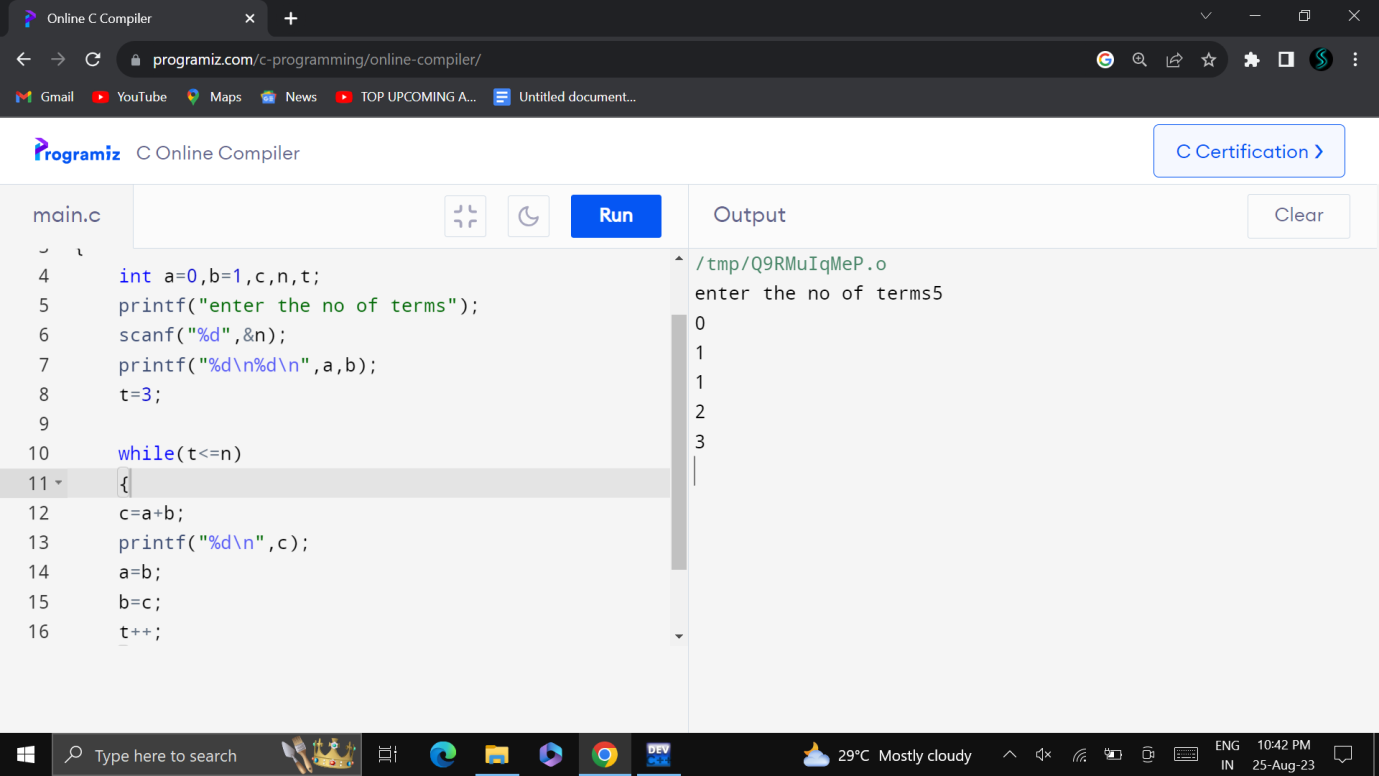 Online C Compiler
programiz.com/c-programming/online-compiler/
Gmail YouTube Maps News TOP UPCOMING A... Untitled document...
Programiz C Online Compiler C Certification ❯
main.c Run Output Clear
{
4 int a=0,b=1,c,n,t;
5 printf("enter the no of terms");
6 scanf("%d",&n);
7 printf("%d\n%d\n",a,b);
8 t=3;
9
10 while(t<=n)
11 {
12 c=a+b;
13 printf("%d\n",c);
14 a=b;
15 b=c;
16 t++;
/tmp/Q9RMuIqMeP.o
enter the no of terms5
0
1
1
2
3
Type here to search DEV 29°C Mostly cloudy ENG 10:42 PM
IN 25-Aug-23